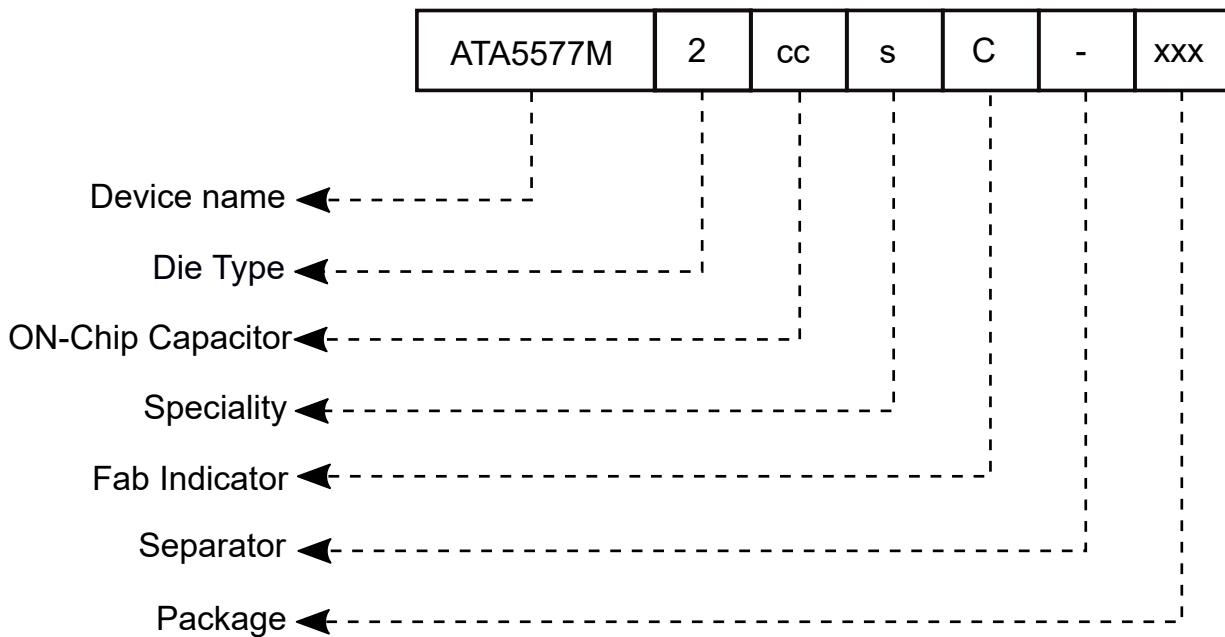 ATA5577M 2 cc s C - xxx
Device name
Die Type
ON-Chip Capacitor
Speciality
Fab Indicator
Separator
Package